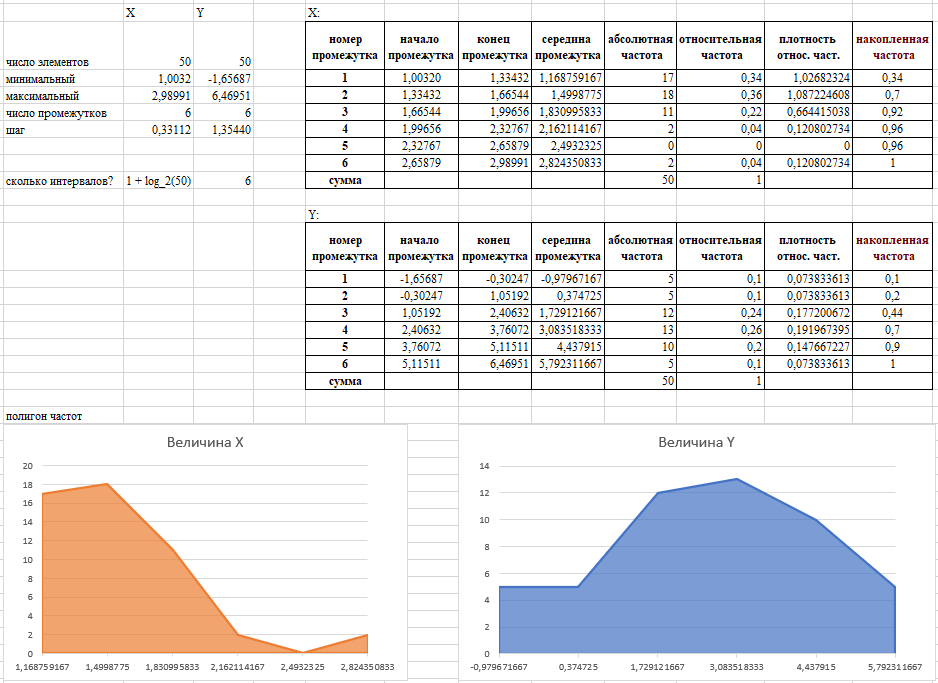 X Y X:
номер промежутка начало промежутка конец промежутка середина промежутка абсолютная частота относительная частота плотность относ. част. накопленная частота
число элементов 50 50
минимальный 1,0032 -1,65687 1 1,00320 1,33432 1,168759167 17 0,34 1,02682324 0,34
максимальный 2,98991 6,46951 2 1,33432 1,66544 1,4998775 18 0,36 1,087224608 0,7
число промежутков 6 6 3 1,66544 1,99656 1,830995833 11 0,22 0,664415038 0,92
шаг 0,33112 1,35440 4 1,99656 2,32767 2,162114167 2 0,04 0,120802734 0,96
5 2,32767 2,65879 2,4932325 0 0 0 0,96
6 2,65879 2,98991 2,824350833 2 0,04 0,120802734 1
сколько интервалов? 1 + log_2(50) 6 сумма 50 1
Y:
номер промежутка начало промежутка конец промежутка середина промежутка абсолютная частота относительная частота плотность относ. част. накопленная частота
1 -1,65687 -0,30247 -0,97967167 5 0,1 0,073833613 0,1
2 -0,30247 1,05192 0,374725 5 0,1 0,073833613 0,2
3 1,05192 2,40632 1,729121667 12 0,24 0,177200672 0,44
4 2,40632 3,76072 3,083518333 13 0,26 0,191967395 0,7
5 3,76072 5,11511 4,437915 10 0,2 0,147667227 0,9
6 5,11511 6,46951 5,792311667 5 0,1 0,073833613 1
сумма 50 1
полигон частот
Величина X
20
18
16
14
12
10
8
6
4
2
0
1,168759167 1,4998775 1,830995833 2,162114167 2,4932325 2,824350833
Величина Y
14
12
10
8
6
4
2
0
-0,979671667 0,374725 1,729121667 3,083518333 4,437915 5,792311667